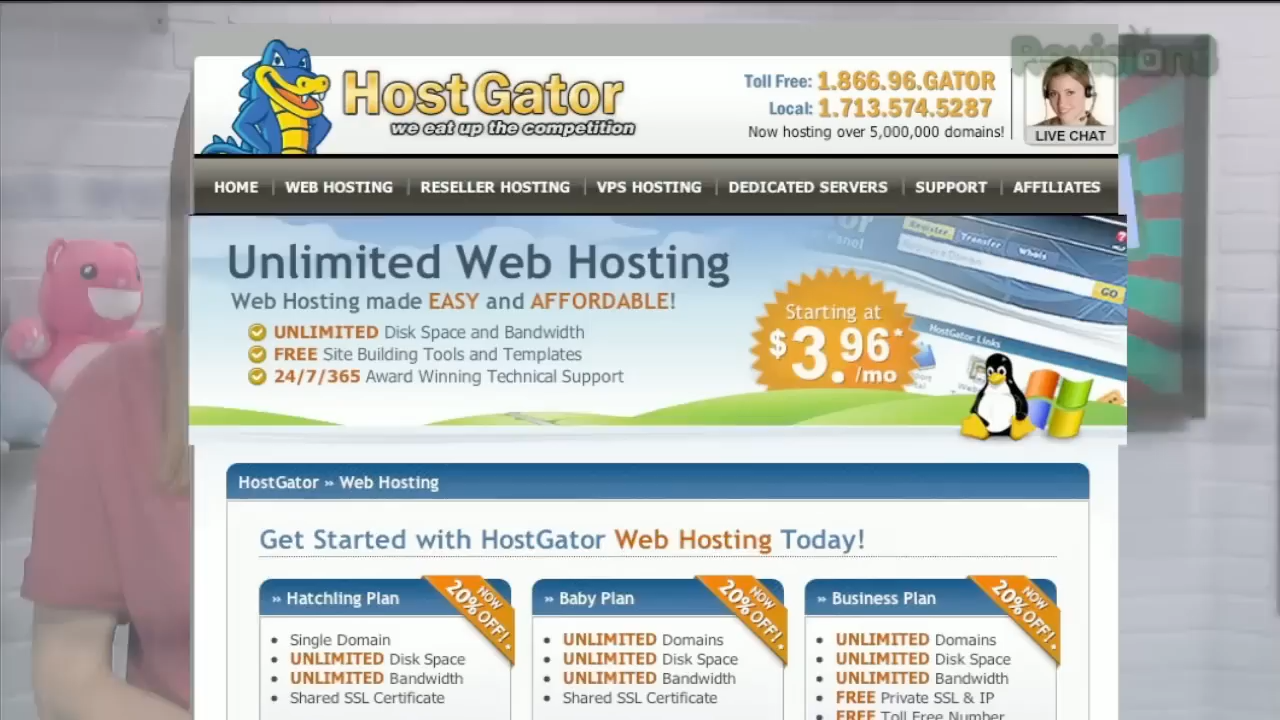 Revision3
HostGator
we eat up the competition
Toll Free: 1.866.96.GATOR
Local: 1.713.574.5287
Now hosting over 5,000,000 domains!
LIVE CHAT
HOME WEB HOSTING RESELLER HOSTING VPS HOSTING DEDICATED SERVERS SUPPORT AFFILIATES
Unlimited Web Hosting
Web Hosting made EASY and AFFORDABLE!
UNLIMITED Disk Space and Bandwidth
FREE Site Building Tools and Templates
24/7/365 Award Winning Technical Support
Starting at
$3.96*
/mo
Register Transfer Whois
GO
HostGator Links
HostGator » Web Hosting
Get Started with HostGator Web Hosting Today!
» Hatchling Plan
NOW
20% OFF!
Single Domain
UNLIMITED Disk Space
UNLIMITED Bandwidth
Shared SSL Certificate
» Baby Plan
NOW
20% OFF!
UNLIMITED Domains
UNLIMITED Disk Space
UNLIMITED Bandwidth
Shared SSL Certificate
» Business Plan
NOW
20% OFF!
UNLIMITED Domains
UNLIMITED Disk Space
UNLIMITED Bandwidth
FREE Private SSL & IP
FREE Toll Free Number